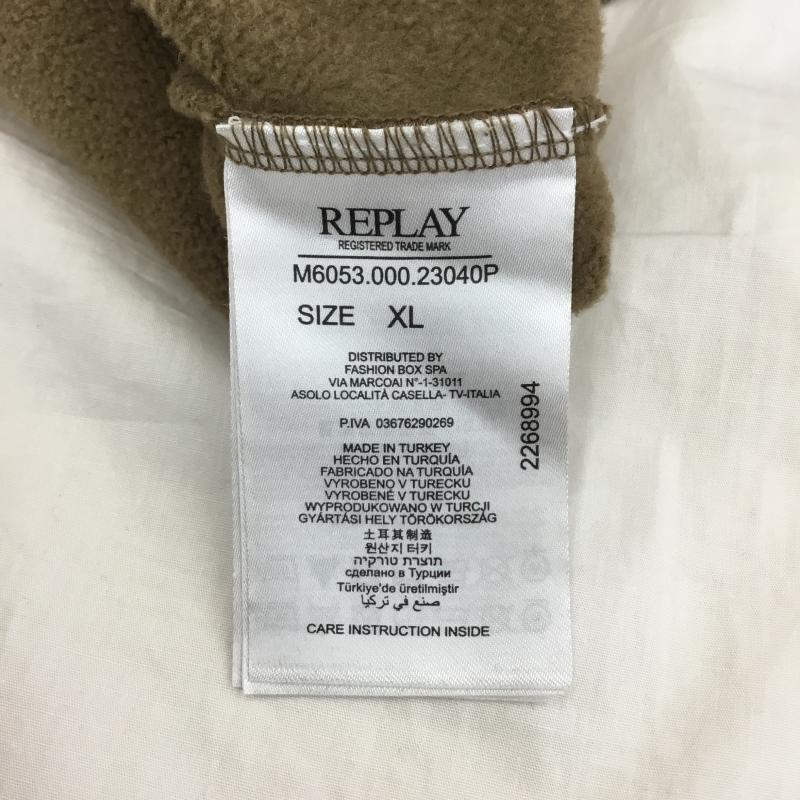 REPLAY
REGISTERED TRADE MARK
M6053.000.23040P
SIZE XL
DISTRIBUTED BY
FASHION BOX SPA
VIA MARCOAI N°-1-31011
ASOLO LOCALITÀ CASELLA- TV-ITALIA
P.IVA 03676290269
2268994
MADE IN TURKEY
HECHO EN TURQUÍA
FABRICADO NA TURQUÍA
VYROBENO V TURECKU
VYROBENÉ V TURECKU
WYPRODUKOWANO W TURCJI
GYÁRTÁSI HELY TÖRÖKORSZÁG
土耳其制造
원산지 터키
תוצרת טורקיה
сделано в Турции
Türkiye'de üretilmiştir
صنع في تركيا
CARE INSTRUCTION INSIDE